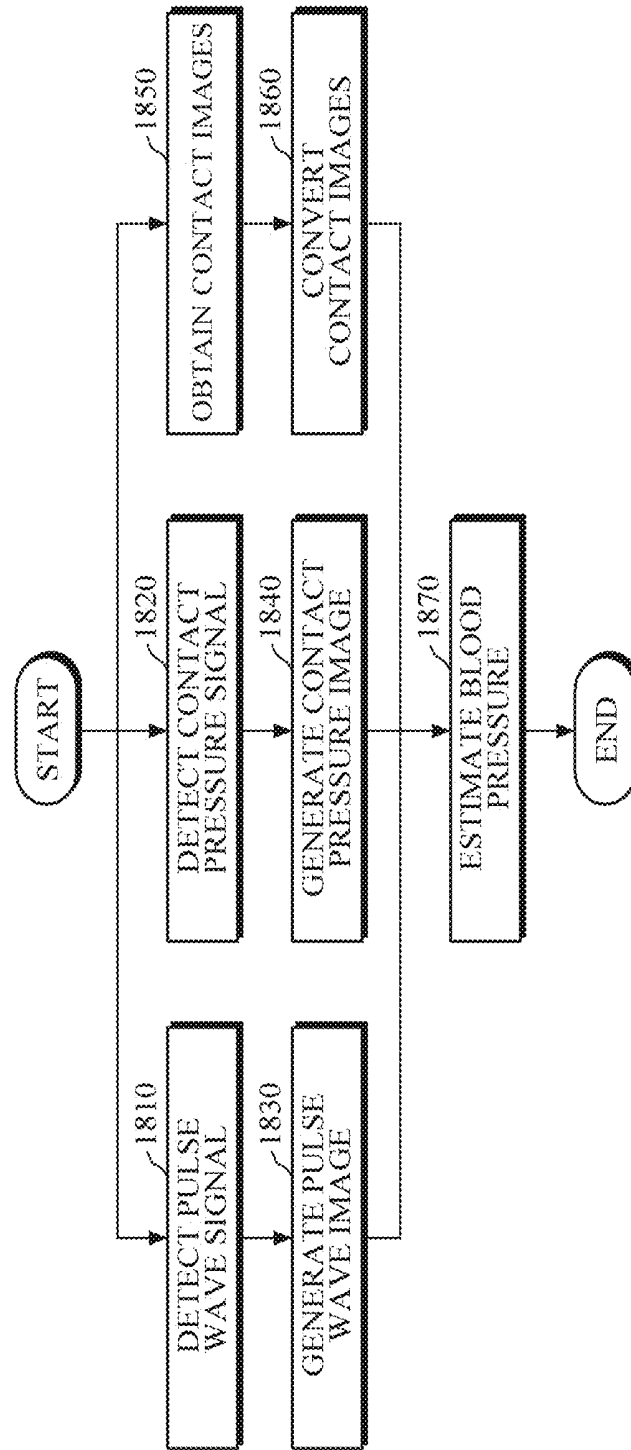 START
1810
DETECT PULSE
WAVE SIGNAL
1820
DETECT CONTACT
PRESSURE SIGNAL
1850
OBTAIN CONTACT IMAGES
1830
GENERATE PULSE
WAVE IMAGE
1840
GENERATE CONTACT
PRESSURE IMAGE
1860
CONVERT
CONTACT IMAGES
1870
ESTIMATE BLOOD
PRESSURE
END